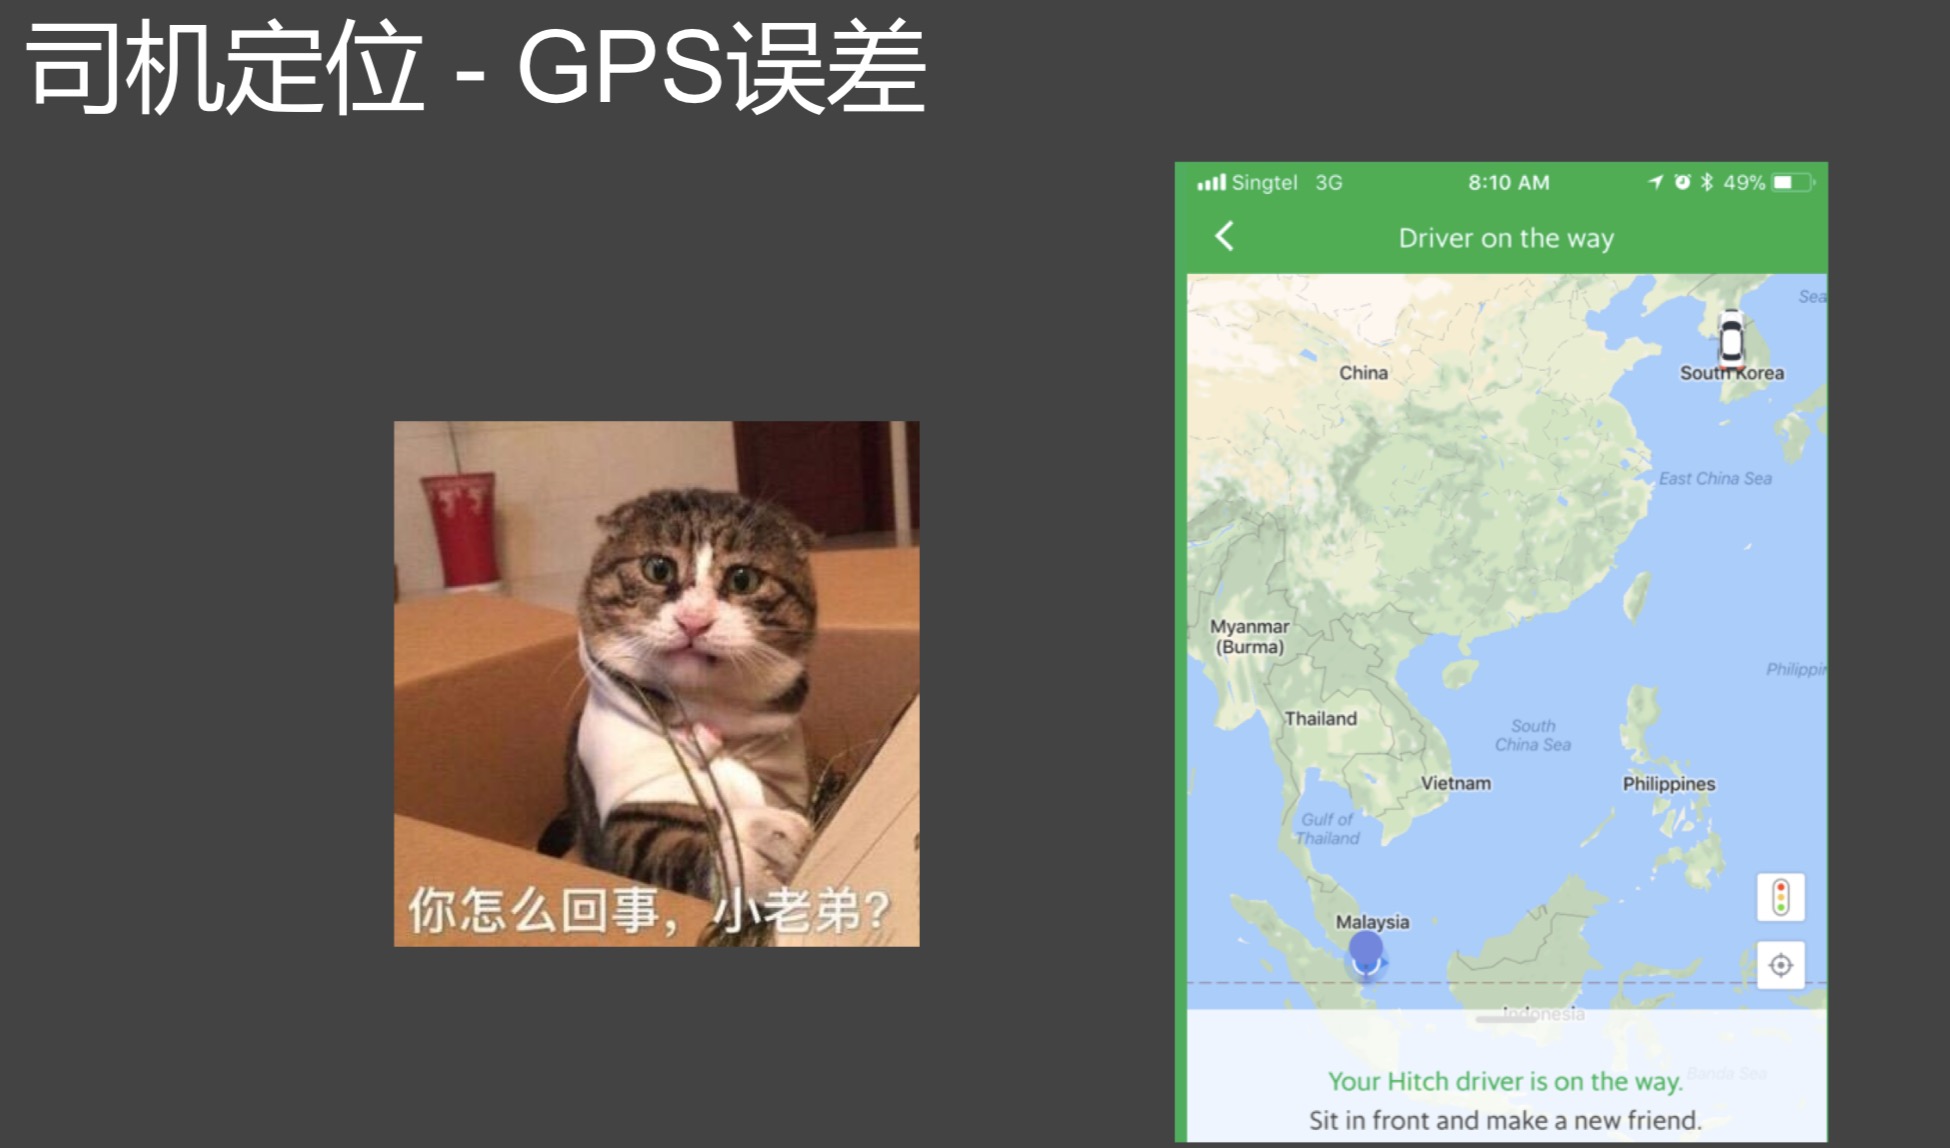 司机定位 - GPS误差
你怎么回事，小老弟？
Singtel 3G 8:10 AM 49%
Driver on the way
Sea
China
South Korea
East China Sea
Myanmar
(Burma)
Philippin
Thailand
South
China Sea
Vietnam
Philippines
Gulf of
Thailand
Malaysia
Indonesia
Banda Sea
Your Hitch driver is on the way.
Sit in front and make a new friend.